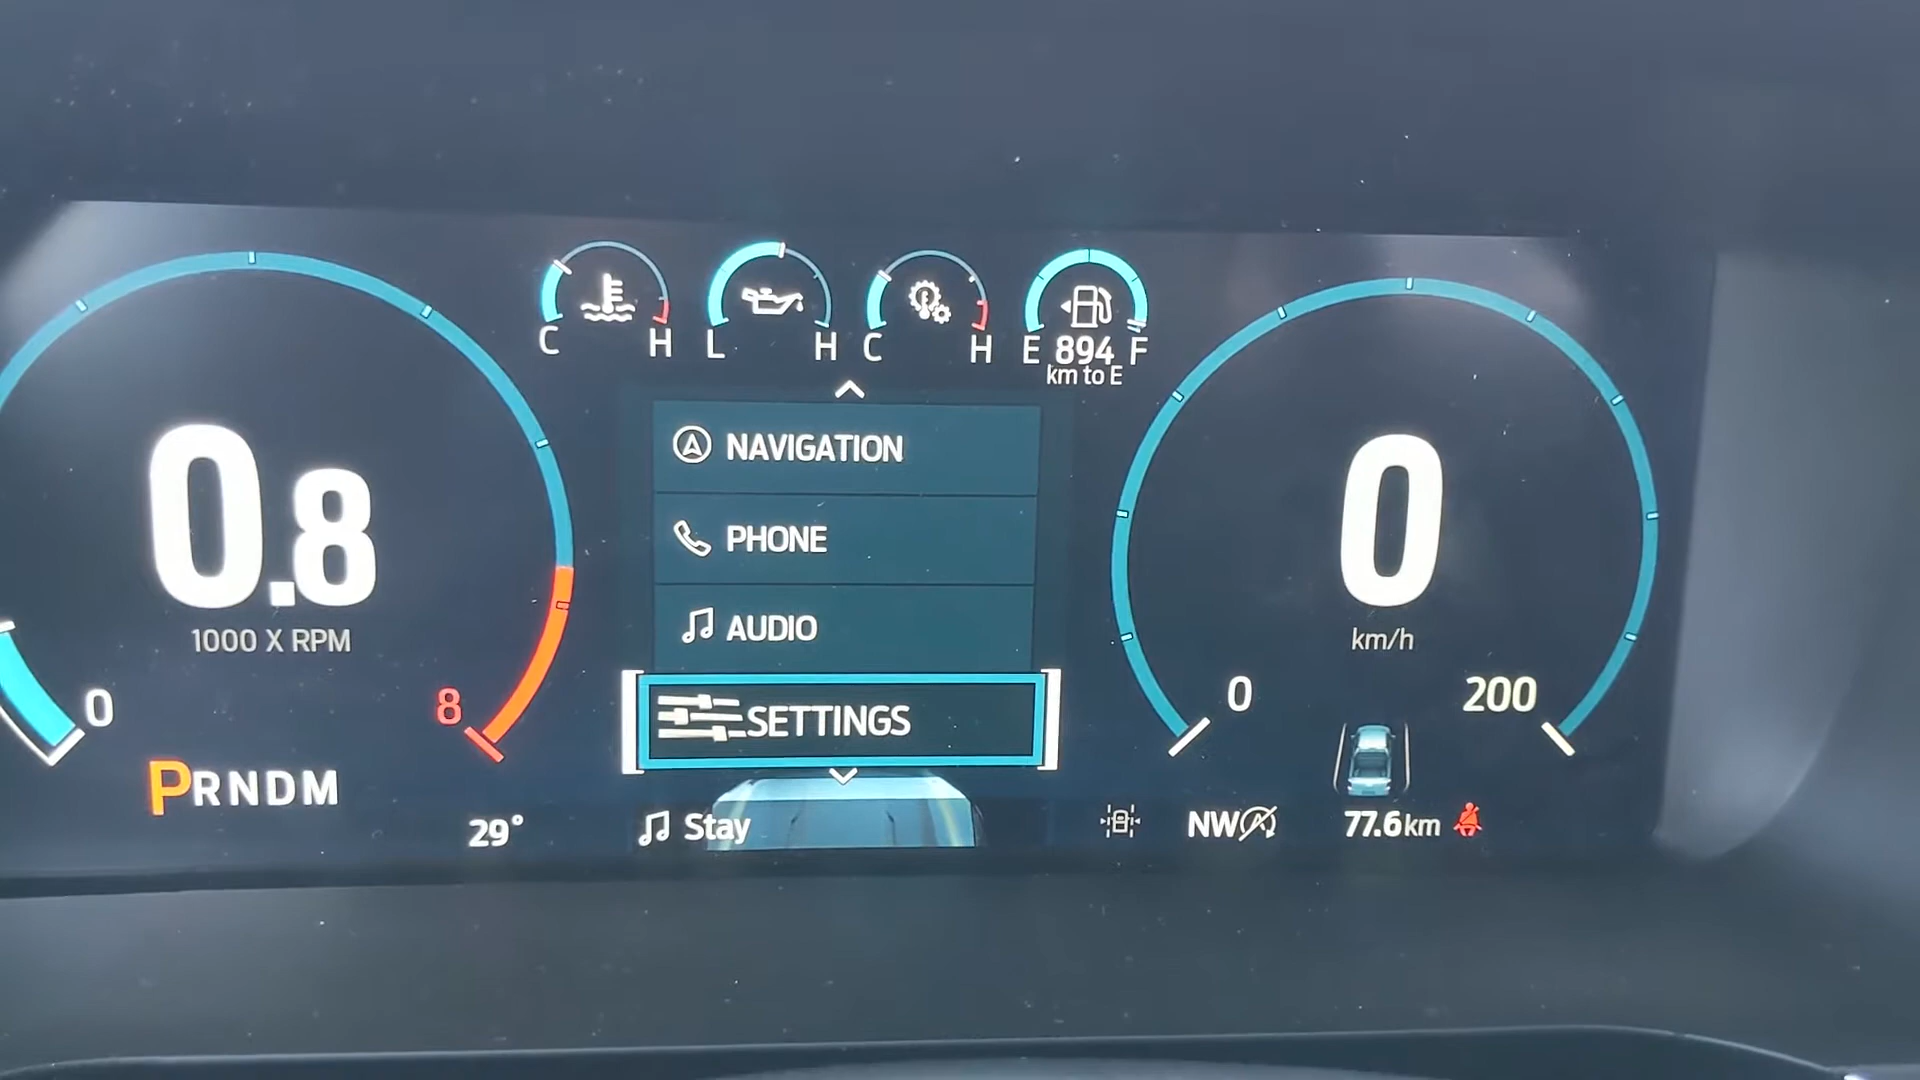 C H
L H
C H
E 894 F
km to E
NAVIGATION
PHONE
AUDIO
SETTINGS
0.8
1000 X RPM
0
8
PRNDM
29°
Stay
0
km/h
0
200
NW
77.6km